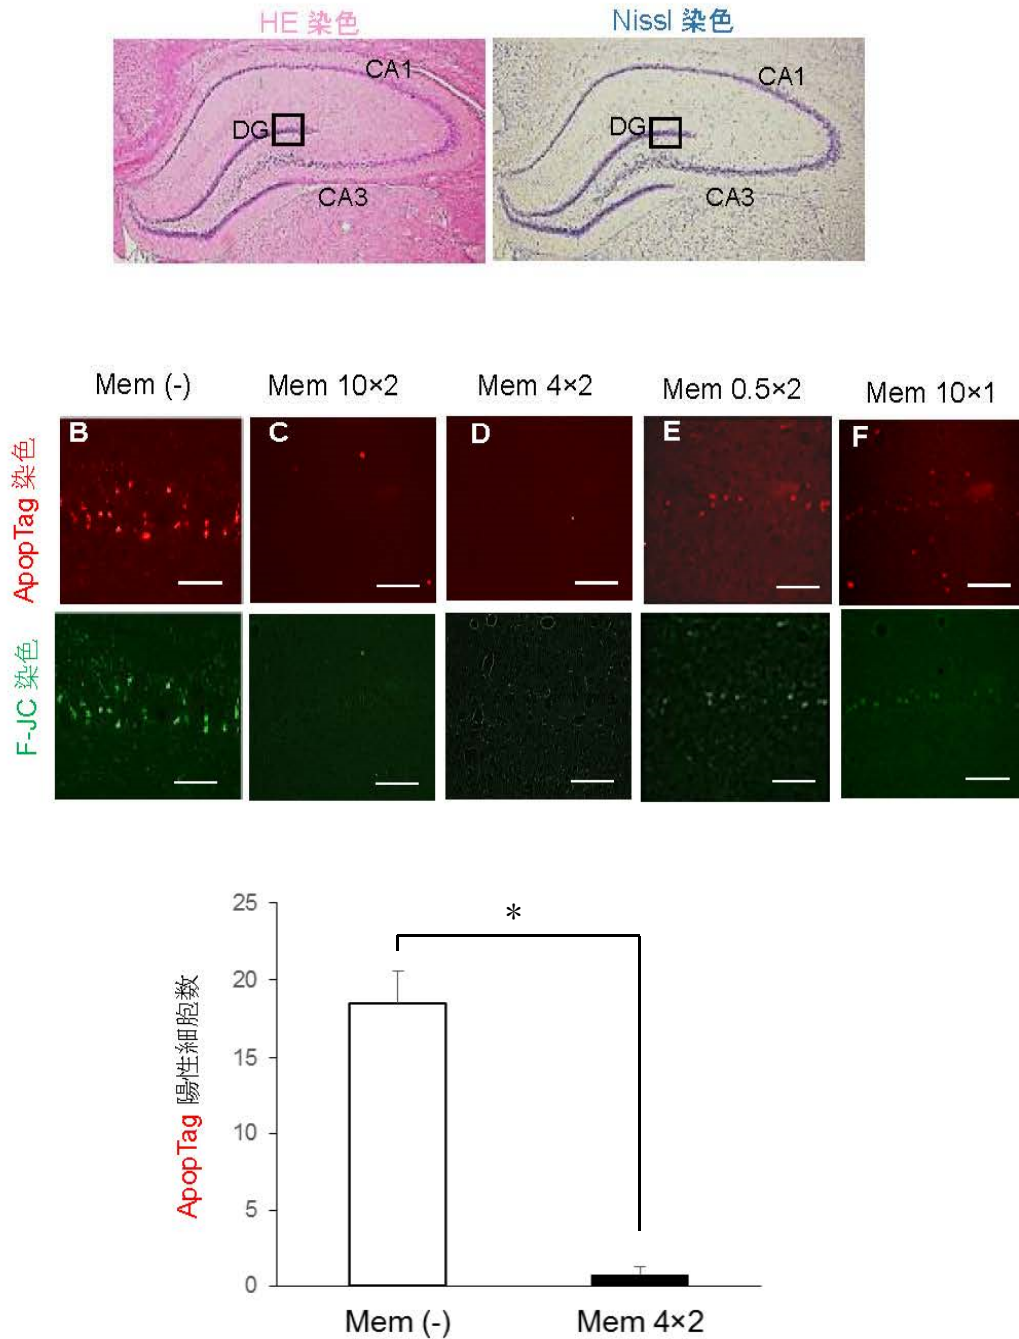 HE 染色
Nissl 染色
CA1
DG
CA3
CA1
DG
CA3
Mem (-)
Mem 10×2
Mem 4×2
Mem 0.5×2
Mem 10×1
ApopTag 染色
B
C
D
E
F
F-JC 染色
ApopTag 陽性細胞数
25
20
15
10
5
0
*
Mem (-)
Mem 4×2